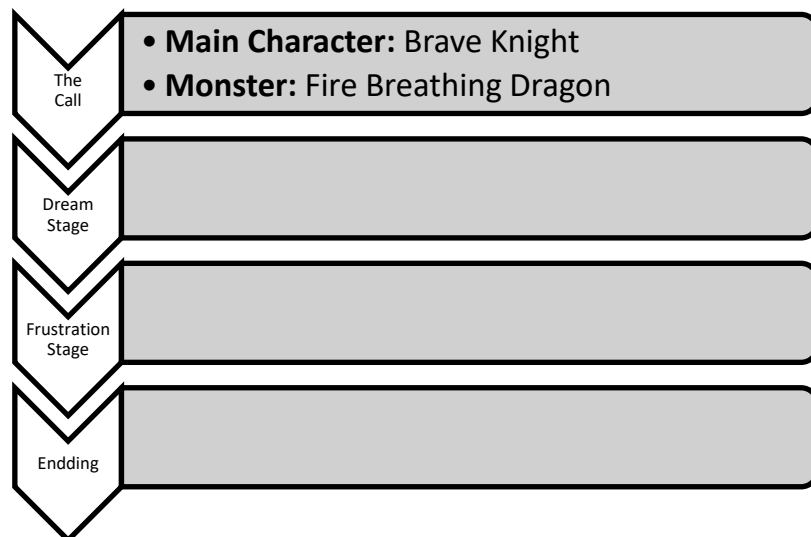 The
Call
• Main Character: Brave Knight
• Monster: Fire Breathing Dragon
Dream
Stage
Frustration
Stage
Endding